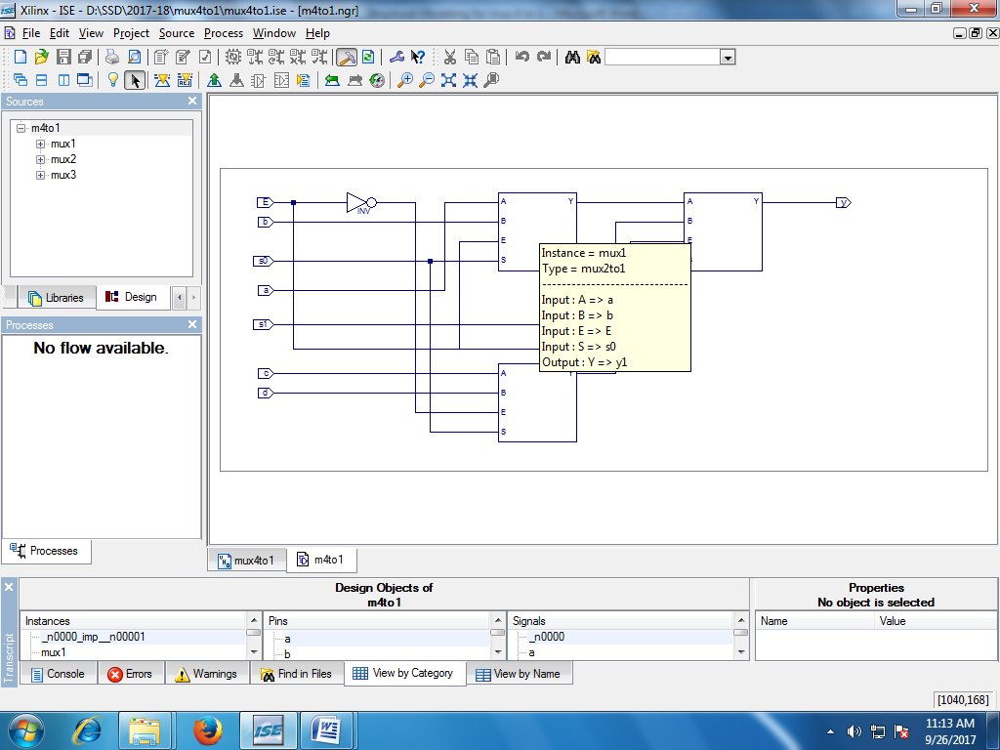 Xilinx - ISE - D:\SSD\2017-18\mux4to1\mux4to1.ise - [m4to1.ngr]
File Edit View Project Source Process Window Help
Sources
m4to1
mux1
mux2
mux3
Libraries
Design
Processes
No flow available.
Processes
E
INV
b
s0
a
s1
c
d
A
B
E
S
Y
A
B
E
Y
y
A
B
E
S
Y
Instance = mux1
Type = mux2to1
Input : A => a
Input : B => b
Input : E => E
Input : S => s0
Output : Y => y1
mux4to1
m4to1
Transcript
Design Objects of
m4to1
Instances
_n0000_imp__n00001
mux1
Pins
a
b
Signals
_n0000
a
Properties
No object is selected
Name Value
Console
Errors
Warnings
Find in Files
View by Category
View by Name
[1040,168]
ISE
11:13 AM
9/26/2017